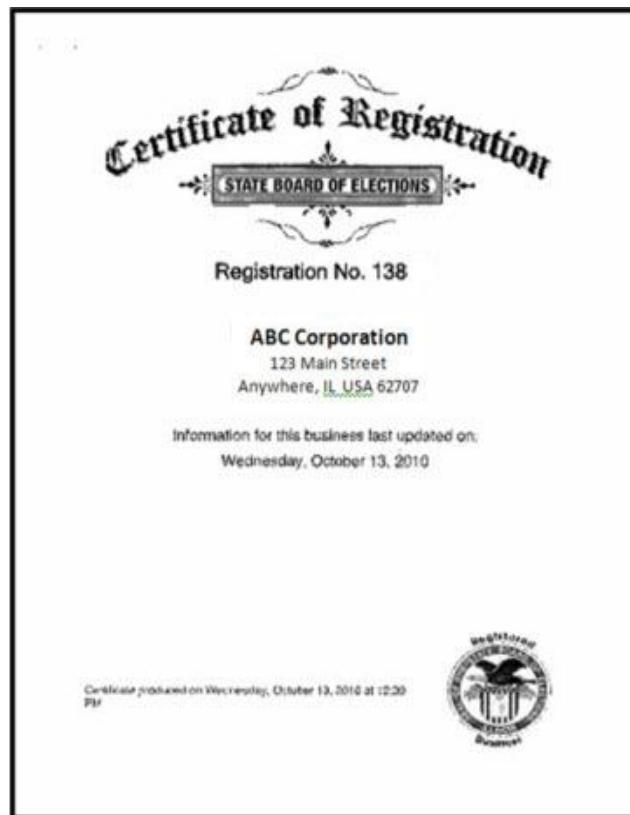 Certificate of Registration
STATE BOARD OF ELECTIONS
Registration No. 138
ABC Corporation
123 Main Street
Anywhere, IL USA 62707
Information for this business last updated on:
Wednesday, October 13, 2010
Certificate produced on Wednesday, October 13, 2010 at 12:30
PM
Registered
Business